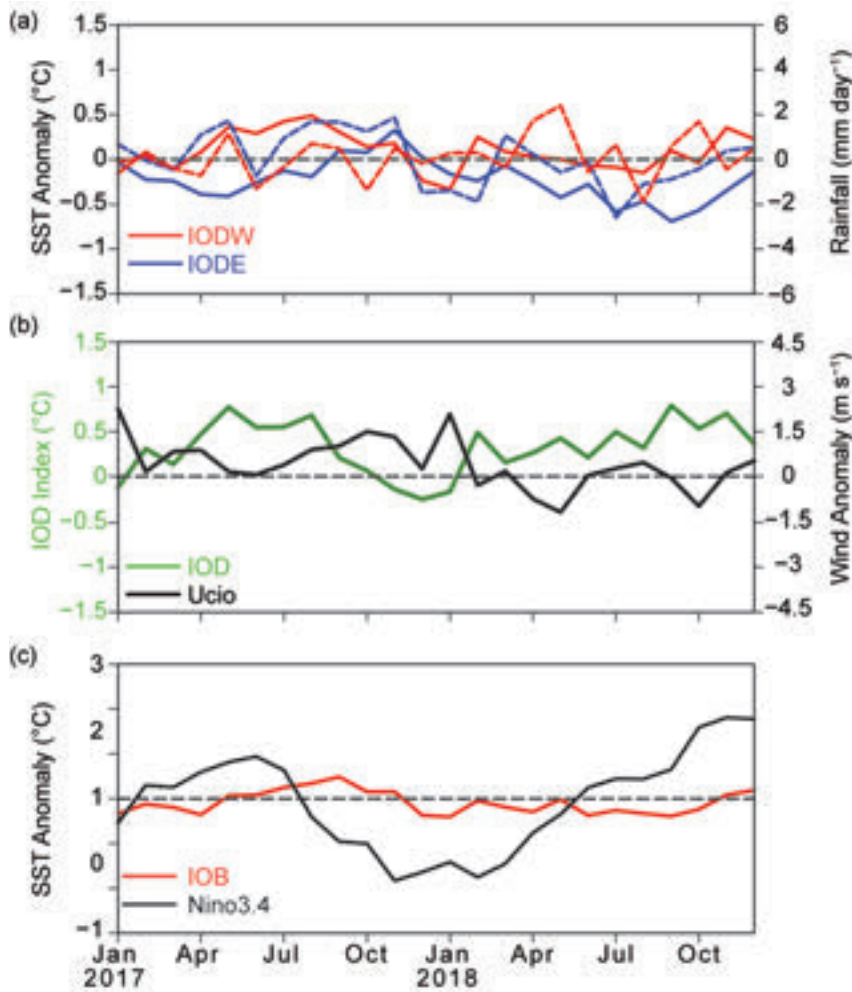 (a)
1.5
1
0.5
0
−0.5
−1
−1.5
SST Anomaly (°C)
6
4
2
0
−2
−4
−6
Rainfall (mm day⁻¹)
IODW
IODE
(b)
1.5
1
0.5
0
−0.5
−1
−1.5
IOD Index (°C)
4.5
3
1.5
0
−1.5
−3
−4.5
Wind Anomaly (m s⁻¹)
IOD
Ucio
(c)
3
2
1
0
−1
SST Anomaly (°C)
IOB
Nino3.4
Jan Apr Jul Oct Jan Apr Jul Oct
2017 2018